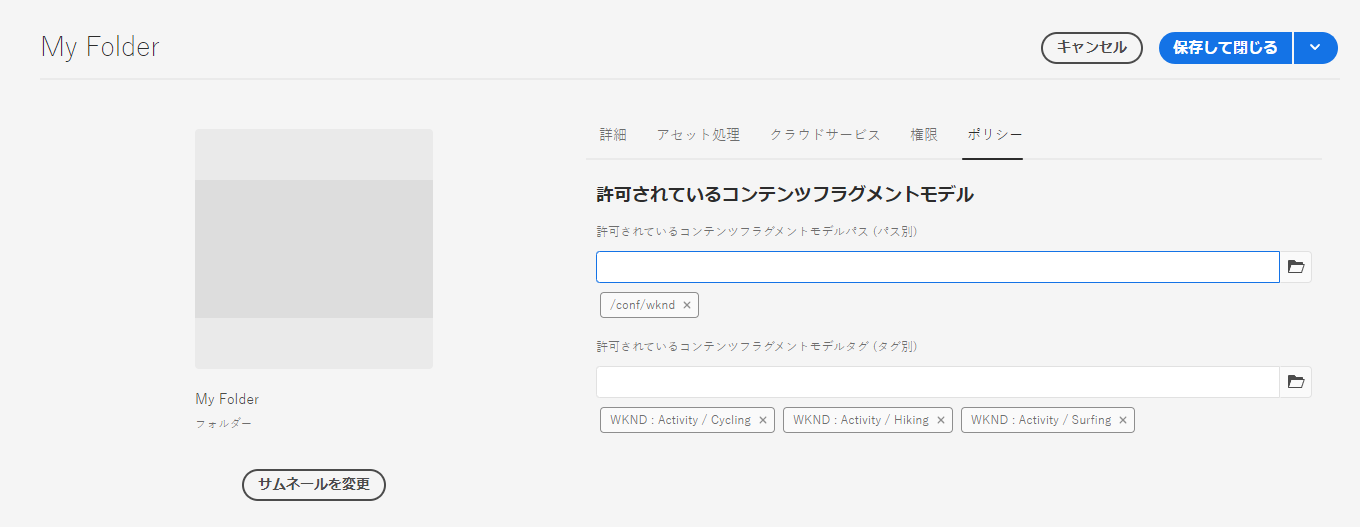 My Folder
キャンセル
保存して閉じる
詳細 アセット処理 クラウドサービス 権限 ポリシー
許可されているコンテンツフラグメントモデル
許可されているコンテンツフラグメントモデルパス (パス別)
/conf/wknd
許可されているコンテンツフラグメントモデルタグ (タグ別)
WKND : Activity / Cycling WKND : Activity / Hiking WKND : Activity / Surfing
My Folder
フォルダー
サムネールを変更